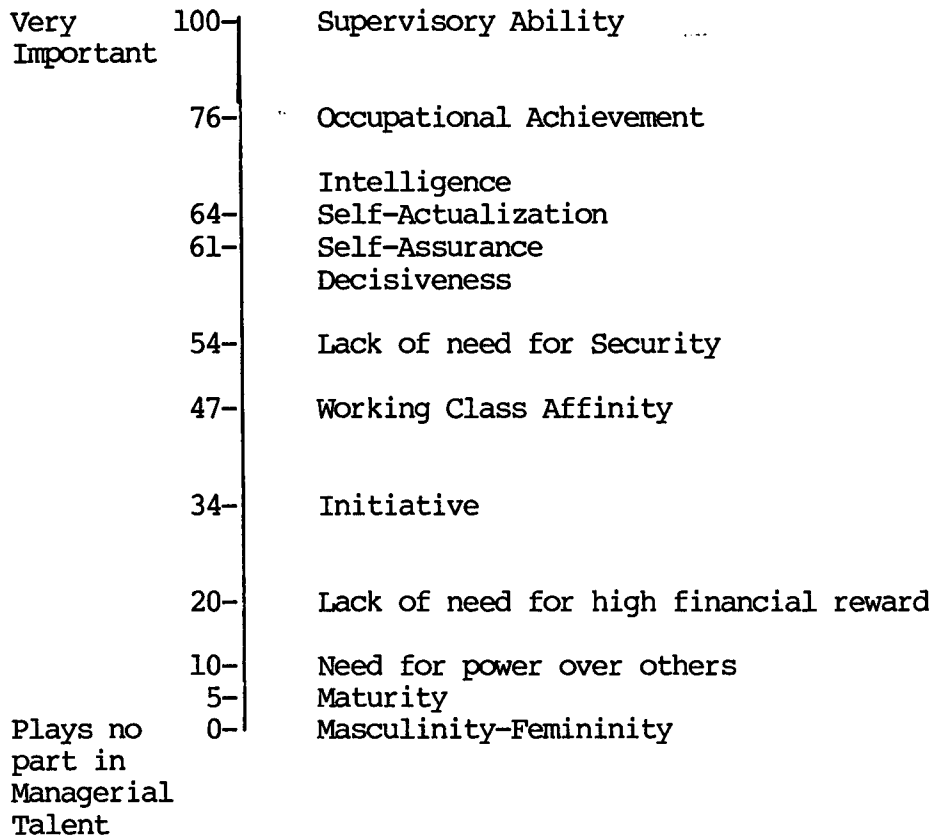 Very 100- Supervisory Ability
Important
76- Occupational Achievement
Intelligence
64- Self-Actualization
61- Self-Assurance
Decisiveness
54- Lack of need for Security
47- Working Class Affinity
34- Initiative
20- Lack of need for high financial reward
10- Need for power over others
5- Maturity
Plays no 0- Masculinity-Femininity
part in
Managerial
Talent